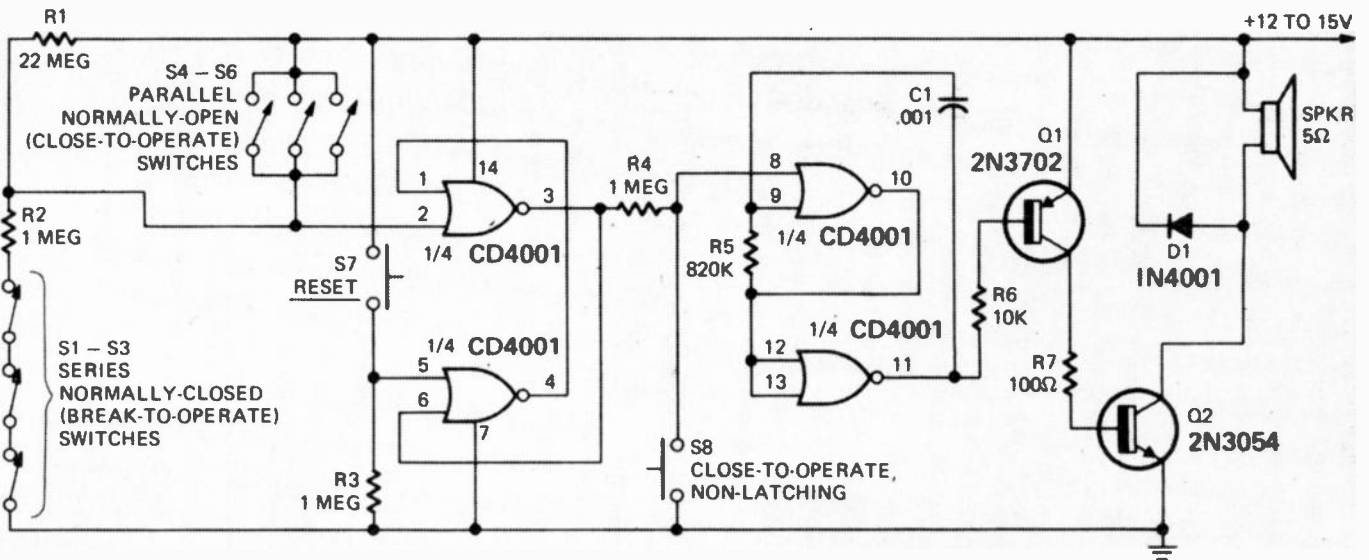 R1
22 MEG
+12 TO 15V
S4 – S6
PARALLEL
NORMALLY-OPEN
(CLOSE-TO-OPERATE)
SWITCHES
C1
.001
SPKR
5Ω
Q1
2N3702
14
1
2
3
R4
1 MEG
8
9
10
R2
1 MEG
1/4 CD4001
1/4 CD4001
R5
820K
D1
IN4001
S7
RESET
R6
10K
1/4 CD4001
1/4 CD4001
S1 – S3
SERIES
NORMALLY-CLOSED
(BREAK-TO-OPERATE)
SWITCHES
5
6
4
7
12
13
11
R7
100Ω
Q2
2N3054
S8
CLOSE-TO-OPERATE,
NON-LATCHING
R3
1 MEG